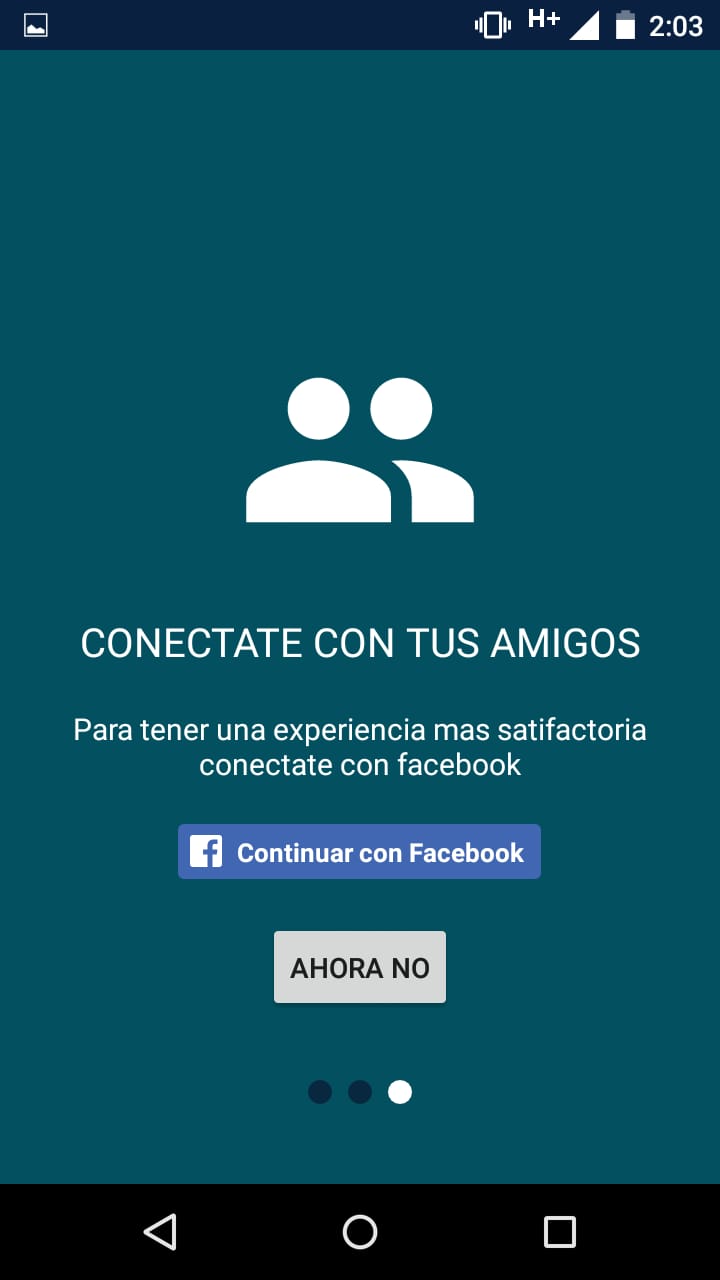 H+ 2:03
CONECTATE CON TUS AMIGOS
Para tener una experiencia mas satifactoria
conectate con facebook
Continuar con Facebook
AHORA NO